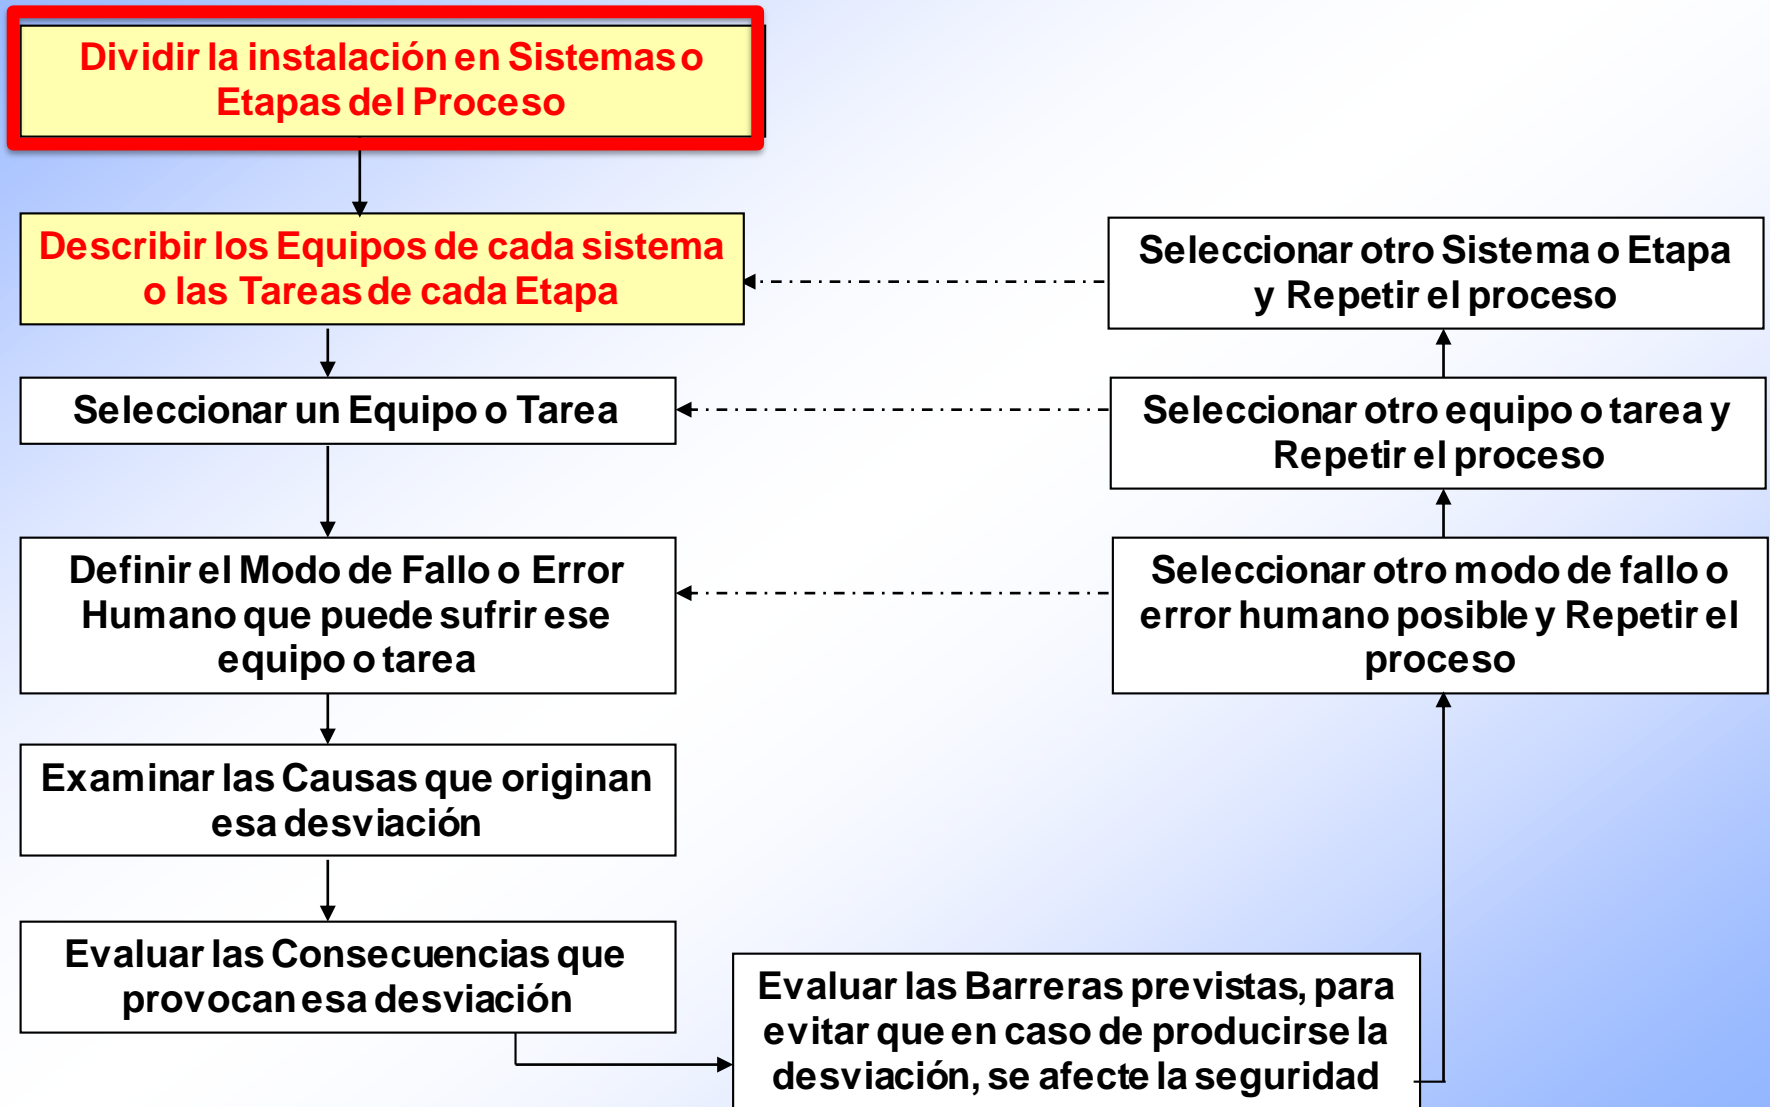 Dividir la instalación en Sistemas o
Etapas del Proceso
Describir los Equipos de cada sistema
o las Tareas de cada Etapa
Seleccionar un Equipo o Tarea
Definir el Modo de Fallo o Error
Humano que puede sufrir ese
equipo o tarea
Examinar las Causas que originan
esa desviación
Evaluar las Consecuencias que
provocan esa desviación
Evaluar las Barreras previstas, para
evitar que en caso de producirse la
desviación, se afecte la seguridad
Seleccionar otro modo de fallo o
error humano posible y Repetir el
proceso
Seleccionar otro equipo o tarea y
Repetir el proceso
Seleccionar otro Sistema o Etapa
y Repetir el proceso